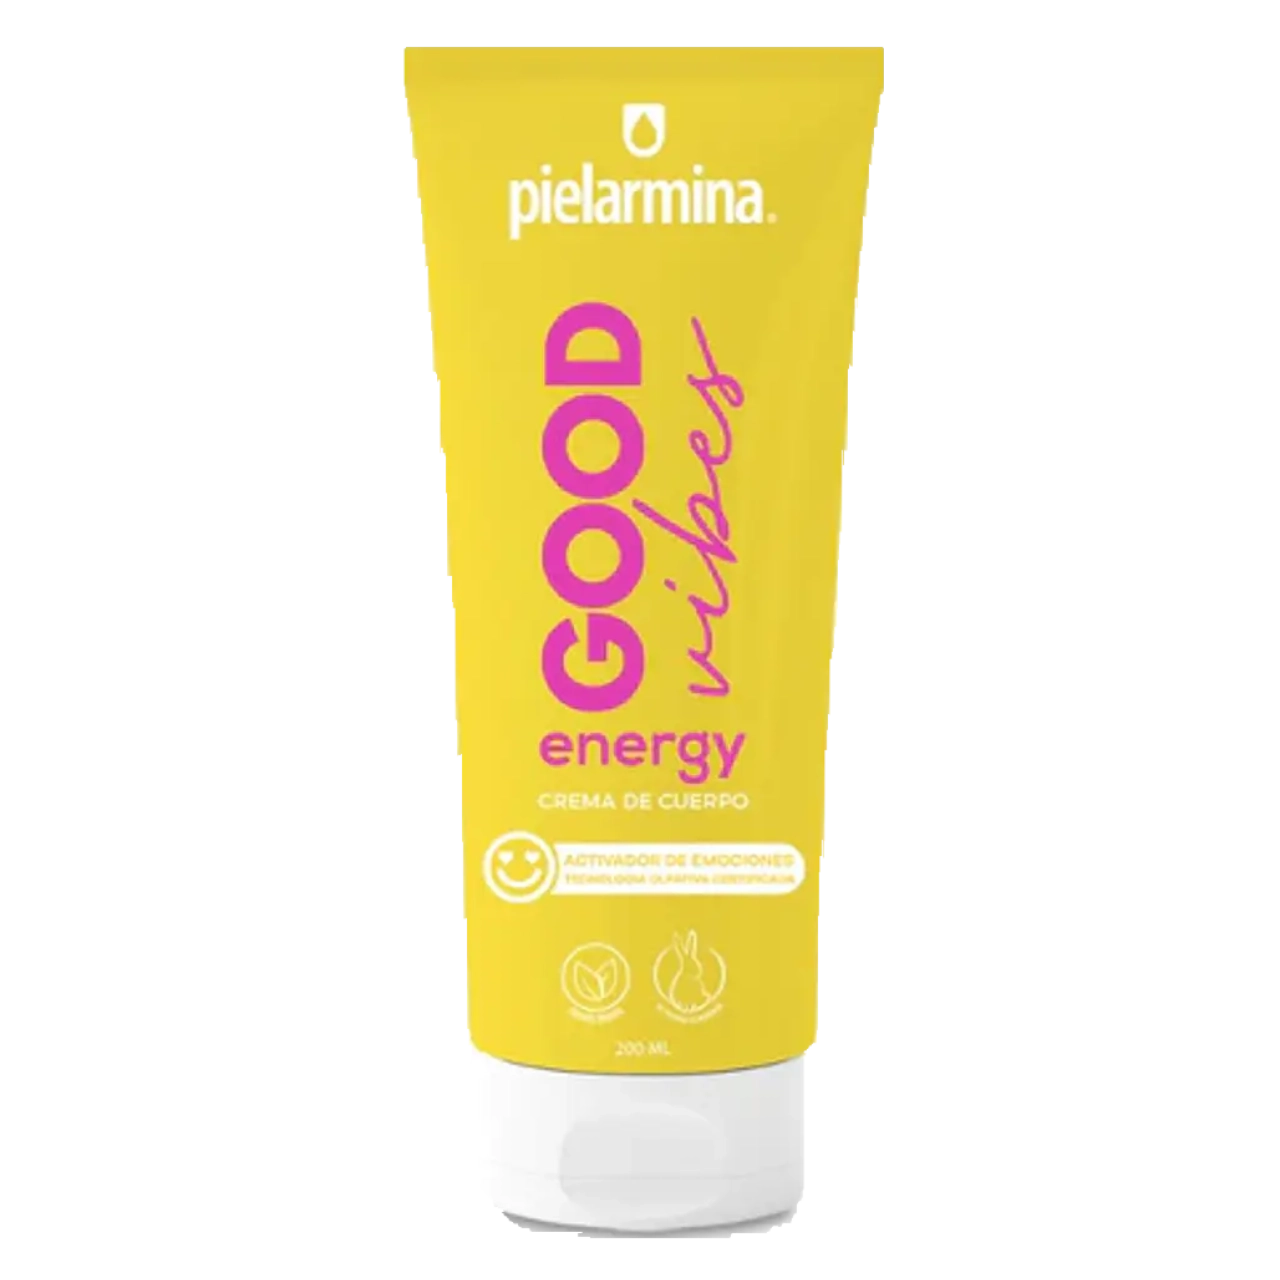 pielarmina®
GOOD
vibes
energy
CREMA DE CUERPO
ACTIVADOR DE EMOCIONES
TECNOLOGÍA OLFATIVA CERTIFICADA
200 ML